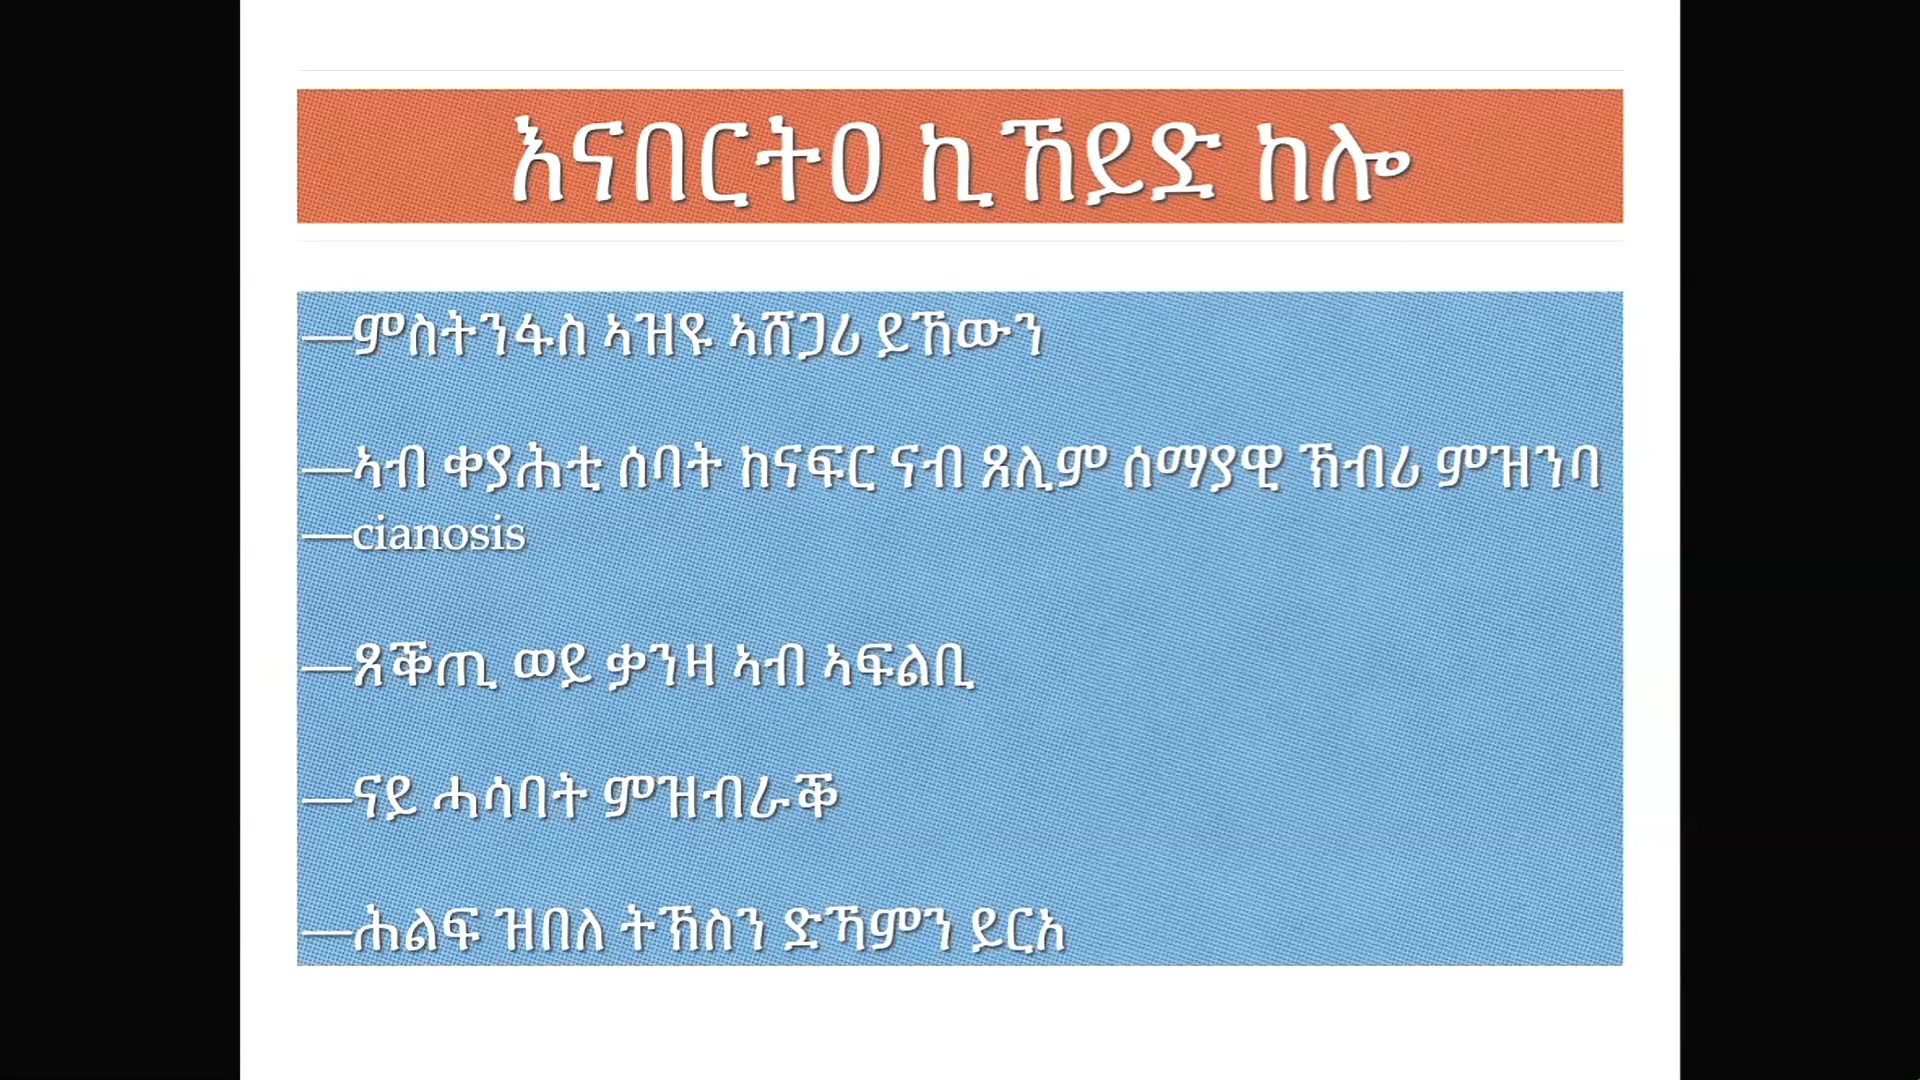 እናበርትዐ ኪኸይድ ከሎ
—ምስትንፋስ ኣዝዩ ኣሸጋሪ ይኸውን
—ኣብ ቀያሕቲ ሰባት ከናፍር ናብ ጸሊም ሰማያዊ ኽብሪ ምዝንባ
—cianosis
—ጸቕጢ ወይ ቃንዛ ኣብ ኣፍልቢ
—ናይ ሓሳባት ምዝብራቕ
—ሕልፍ ዝበለ ትኽስን ድኻምን ይርአ